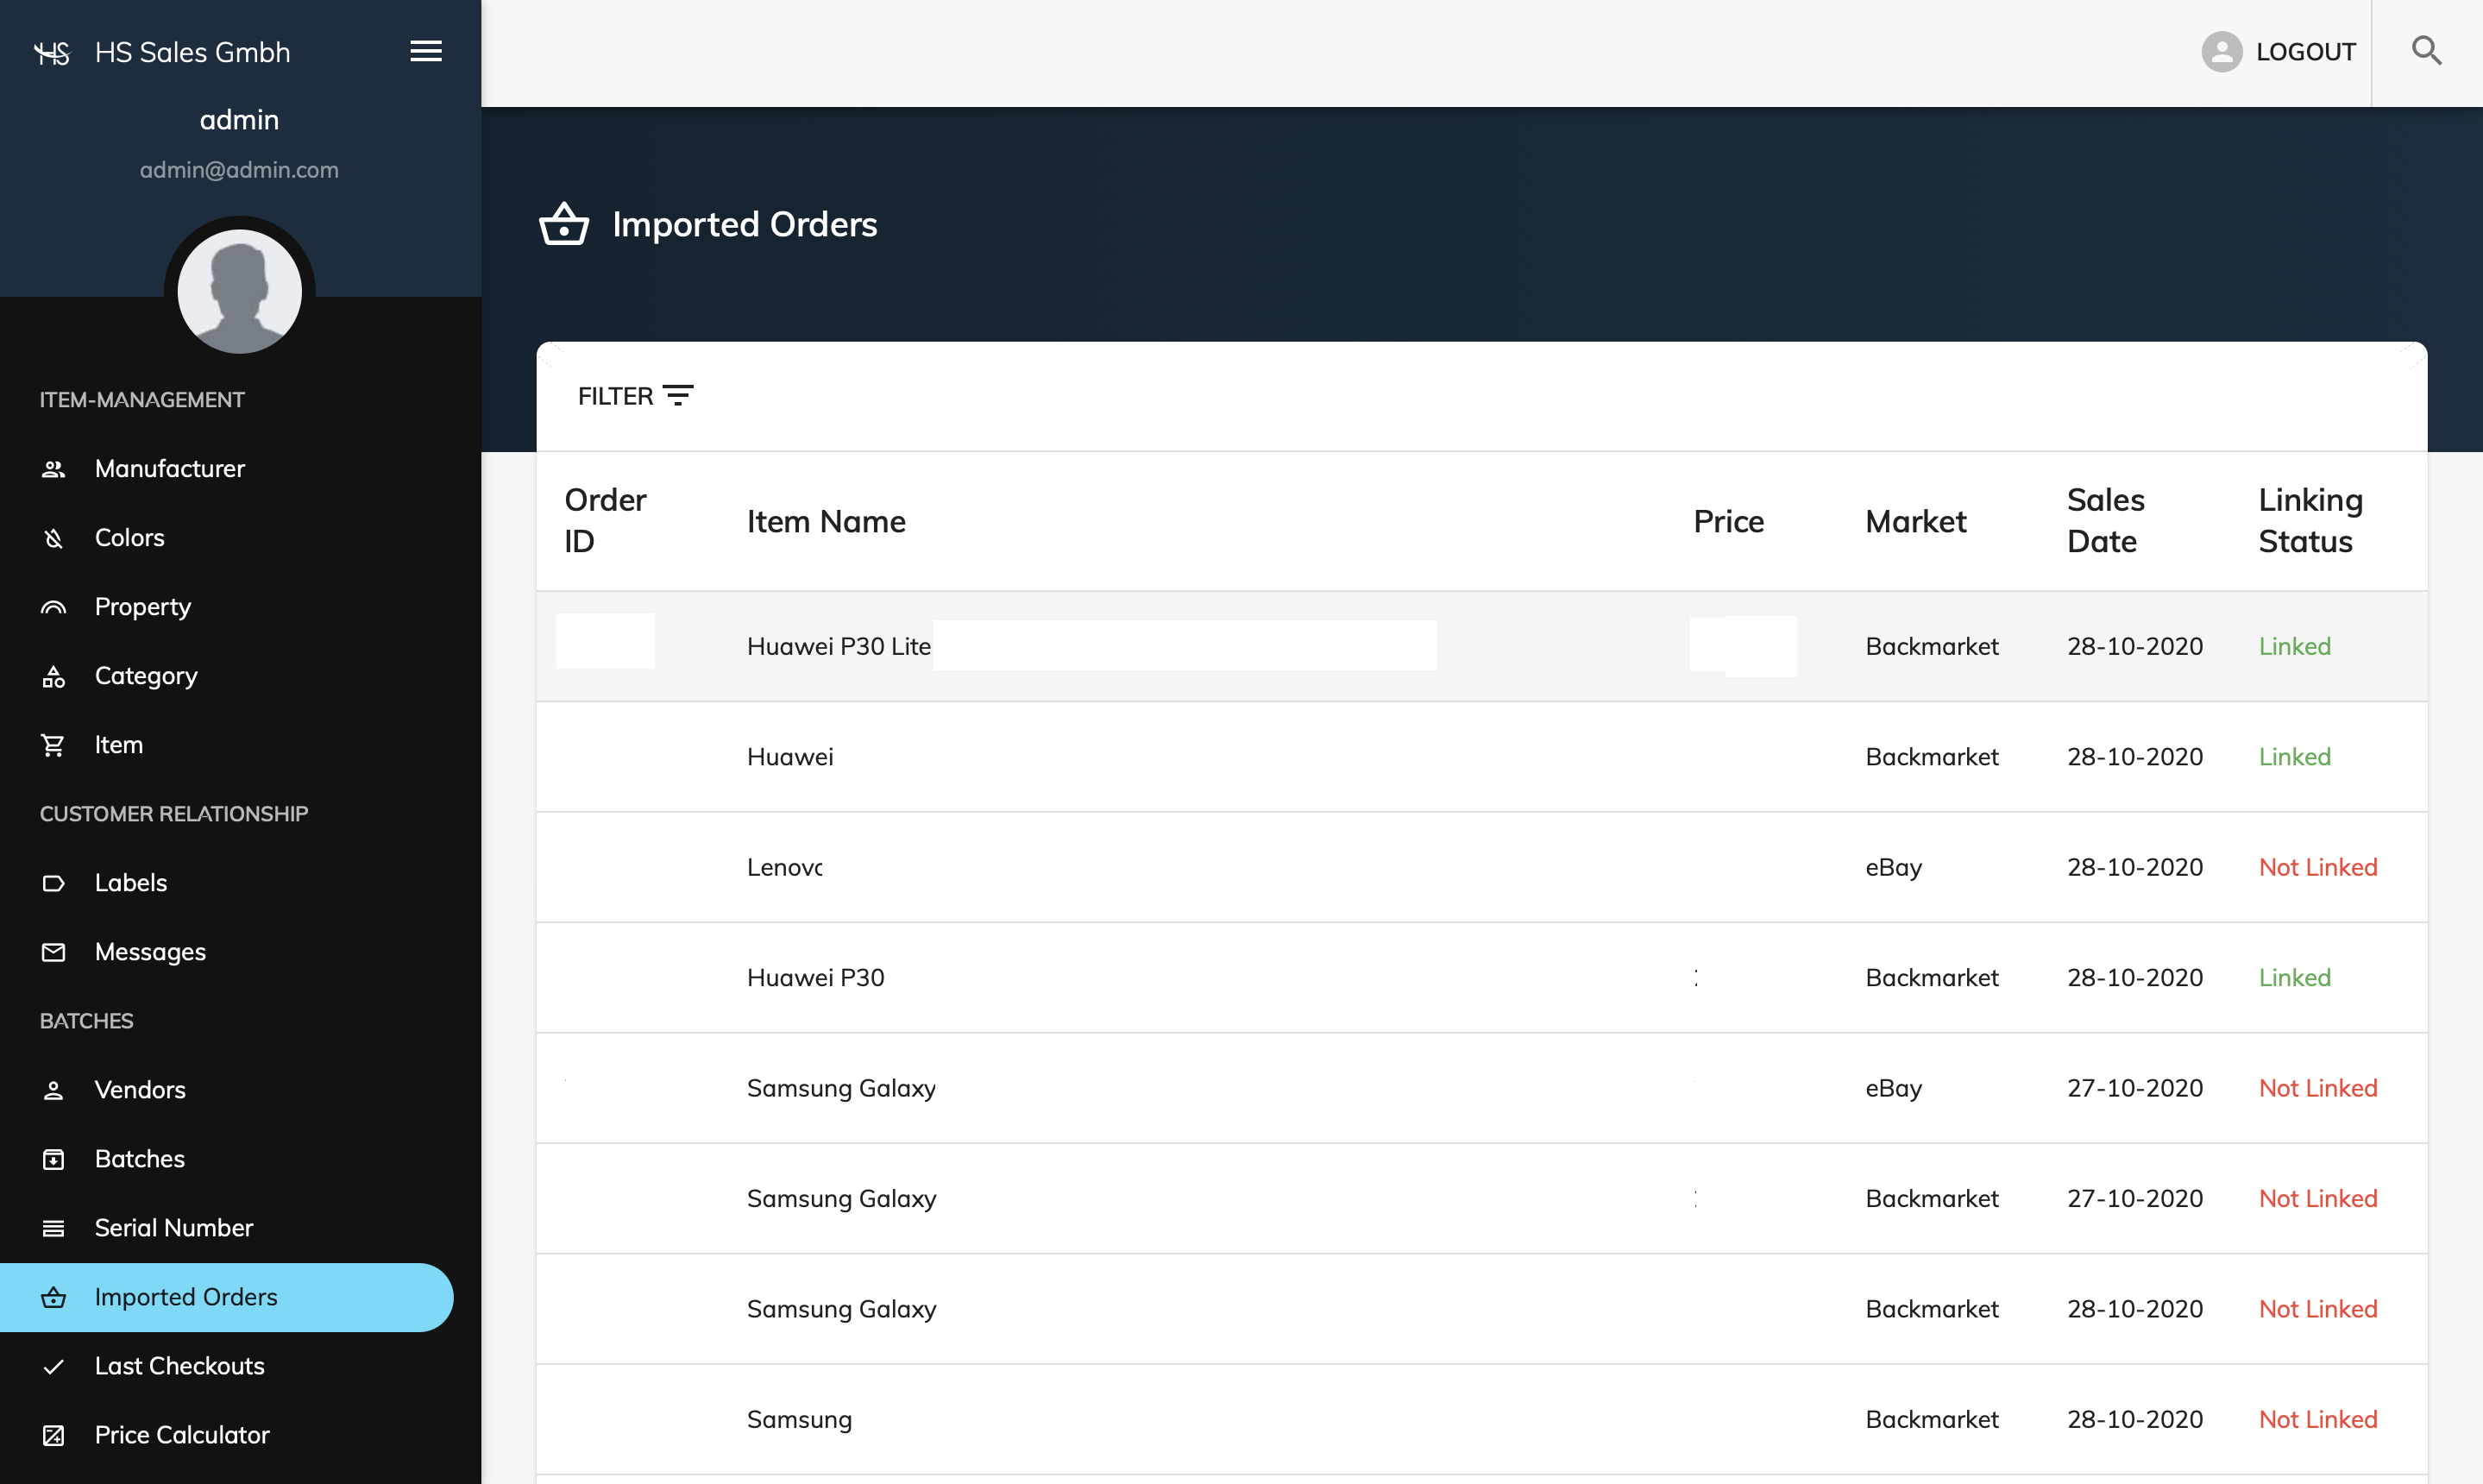 HS HS Sales Gmbh
admin
admin@admin.com
ITEM-MANAGEMENT
Manufacturer
Colors
Property
Category
Item
CUSTOMER RELATIONSHIP
Labels
Messages
BATCHES
Vendors
Batches
Serial Number
Imported Orders
Last Checkouts
Price Calculator
LOGOUT
Imported Orders
FILTER
Order ID Item Name Price Market Sales Date Linking Status
Huawei P30 Lite Backmarket 28-10-2020 Linked
Huawei Backmarket 28-10-2020 Linked
Lenovo eBay 28-10-2020 Not Linked
Huawei P30 Backmarket 28-10-2020 Linked
Samsung Galaxy eBay 27-10-2020 Not Linked
Samsung Galaxy Backmarket 27-10-2020 Not Linked
Samsung Galaxy Backmarket 28-10-2020 Not Linked
Samsung Backmarket 28-10-2020 Not Linked